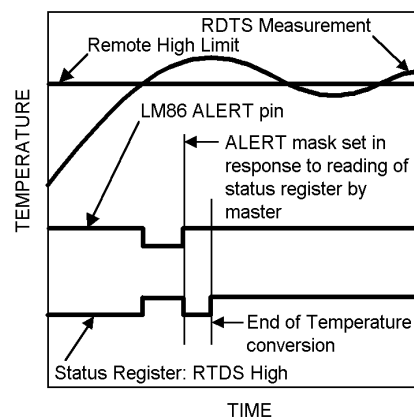 RDTS Measurement
Remote High Limit
LM86 ALERT pin
ALERT mask set in
response to reading of
status register by
master
End of Temperature
conversion
Status Register: RTDS High
TEMPERATURE
TIME